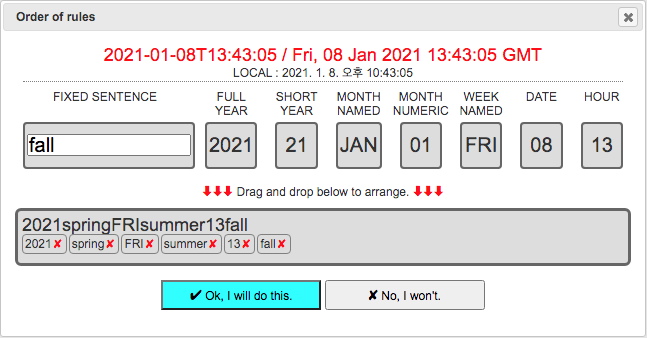 Order of rules ✖
2021-01-08T13:43:05 / Fri, 08 Jan 2021 13:43:05 GMT
LOCAL : 2021. 1. 8. 오후 10:43:05
FIXED SENTENCE
FULL YEAR
SHORT YEAR
MONTH NAMED
MONTH NUMERIC
WEEK NAMED
DATE
HOUR
fall 2021 21 JAN 01 FRI 08 13
⬇⬇⬇ Drag and drop below to arrange. ⬇⬇⬇
2021springFRIsummer13fall
2021✘ spring✘ FRI✘ summer✘ 13✘ fall✘
✔ Ok, I will do this. ✘ No, I won't.